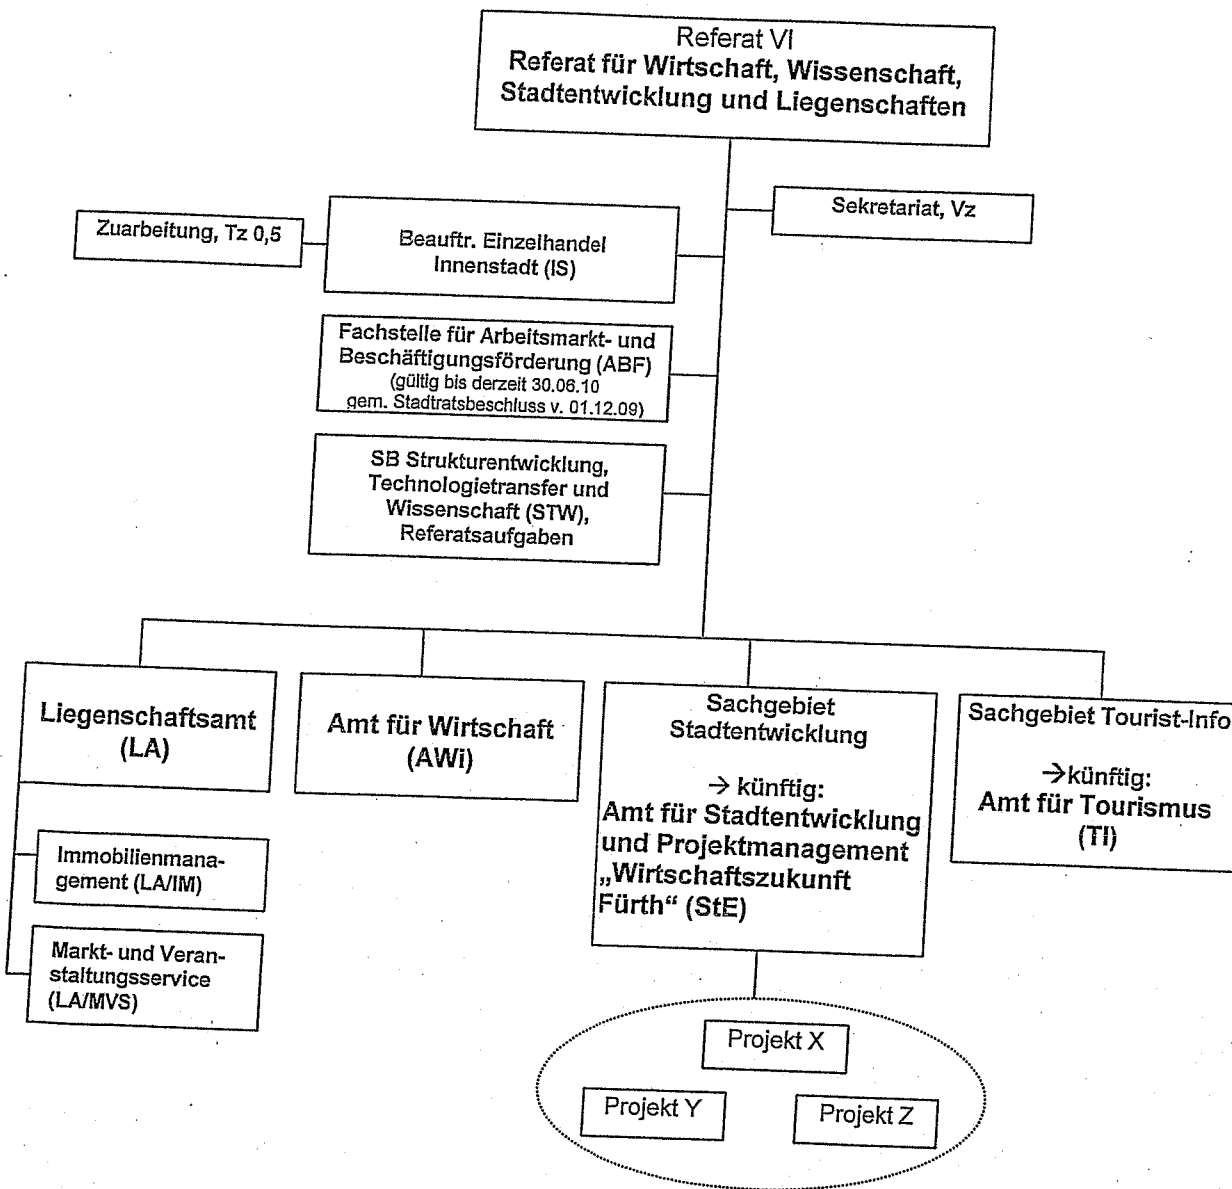 Referat VI
Referat für Wirtschaft, Wissenschaft,
Stadtentwicklung und Liegenschaften
Sekretariat, Vz
Zuarbeitung, Tz 0,5
Beauftr. Einzelhandel
Innenstadt (IS)
Fachstelle für Arbeitsmarkt- und
Beschäftigungsförderung (ABF)
(gültig bis derzeit 30.06.10
gem. Stadtratsbeschluss v. 01.12.09)
SB Strukturentwicklung,
Technologietransfer und
Wissenschaft (STW),
Referatsaufgaben
Liegenschaftsamt
(LA)
Immobilienmana-
gement (LA/IM)
Markt- und Veran-
staltungsservice
(LA/MVS)
Amt für Wirtschaft
(AWi)
Sachgebiet
Stadtentwicklung
→ künftig:
Amt für Stadtentwicklung
und Projektmanagement
„Wirtschaftszukunft
Fürth“ (StE)
Projekt X
Projekt Y
Projekt Z
Sachgebiet Tourist-Info
→künftig:
Amt für Tourismus
(TI)